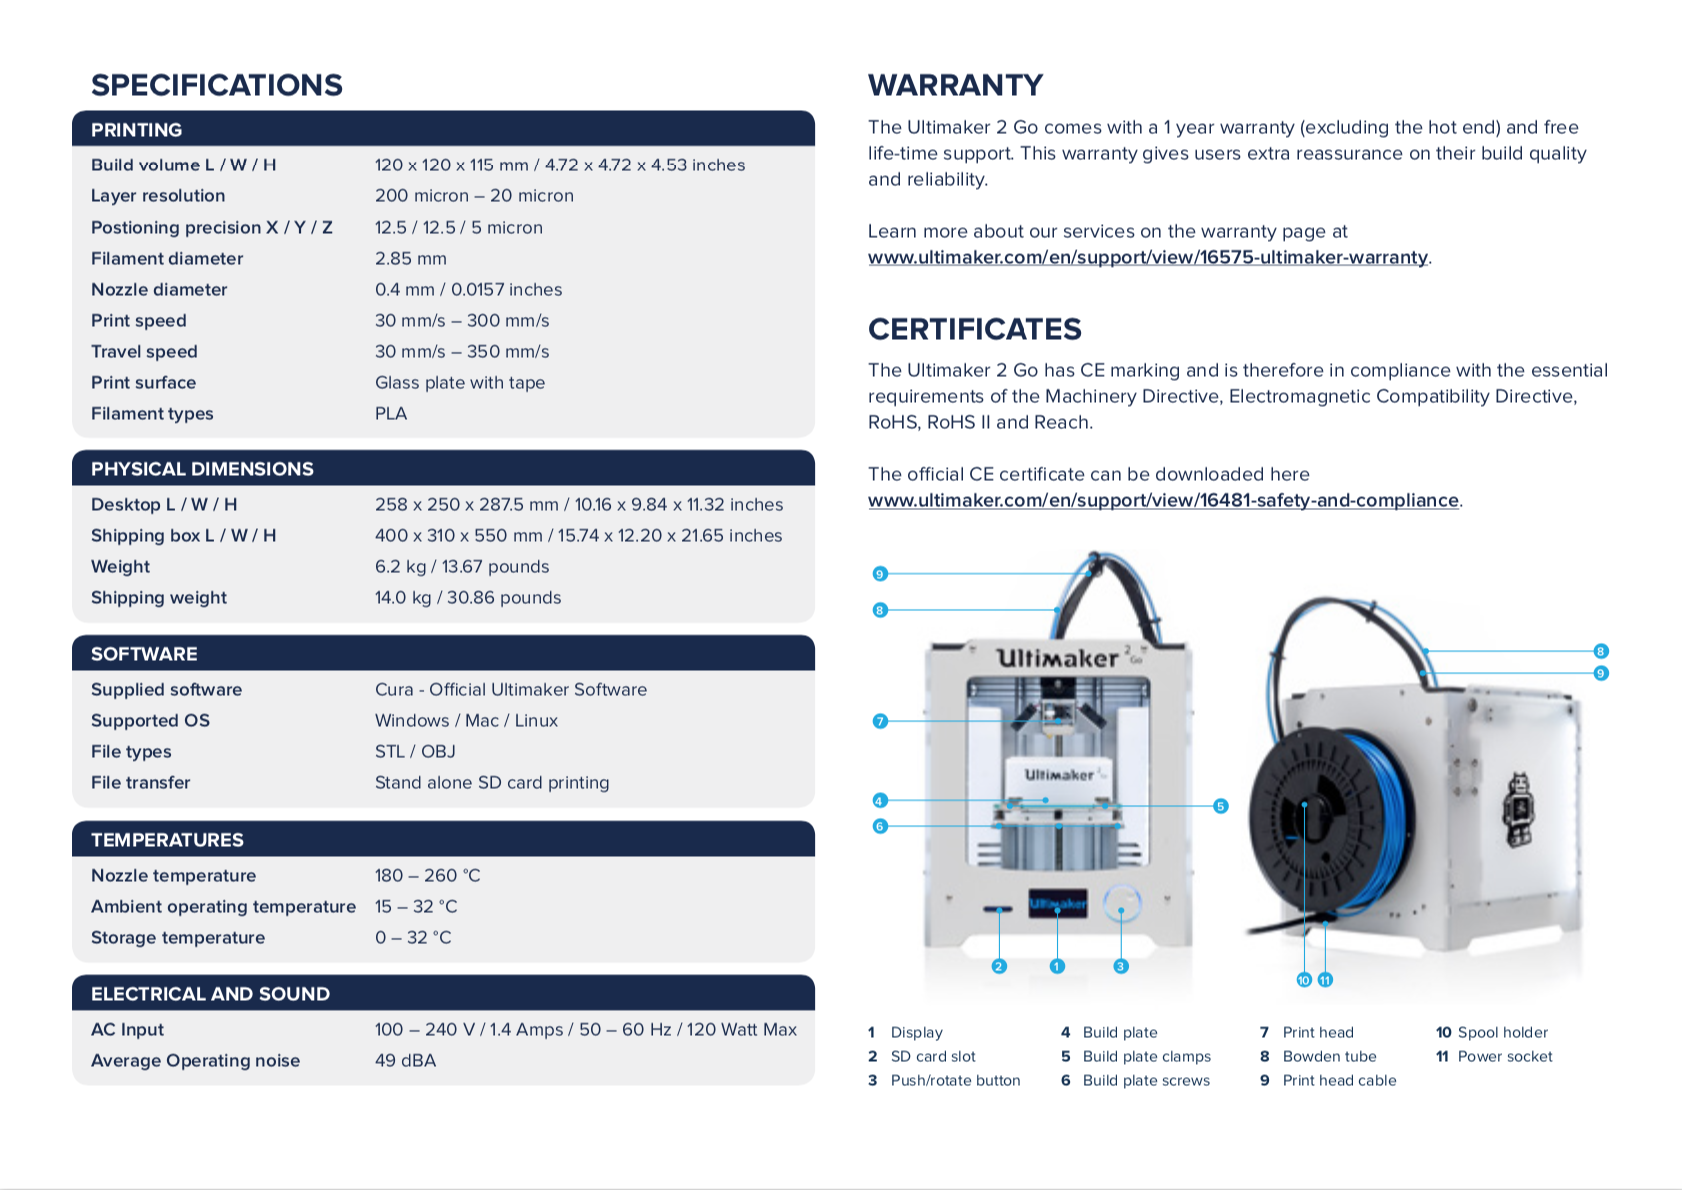 SPECIFICATIONS
PRINTING
Build volume L / W / H 120 x 120 x 115 mm / 4.72 x 4.72 x 4.53 inches
Layer resolution 200 micron – 20 micron
Postioning precision X / Y / Z 12.5 / 12.5 / 5 micron
Filament diameter 2.85 mm
Nozzle diameter 0.4 mm / 0.0157 inches
Print speed 30 mm/s – 300 mm/s
Travel speed 30 mm/s – 350 mm/s
Print surface Glass plate with tape
Filament types PLA
PHYSICAL DIMENSIONS
Desktop L / W / H 258 x 250 x 287.5 mm / 10.16 x 9.84 x 11.32 inches
Shipping box L / W / H 400 x 310 x 550 mm / 15.74 x 12.20 x 21.65 inches
Weight 6.2 kg / 13.67 pounds
Shipping weight 14.0 kg / 30.86 pounds
SOFTWARE
Supplied software Cura - Official Ultimaker Software
Supported OS Windows / Mac / Linux
File types STL / OBJ
File transfer Stand alone SD card printing
TEMPERATURES
Nozzle temperature 180 – 260 °C
Ambient operating temperature 15 – 32 °C
Storage temperature 0 – 32 °C
ELECTRICAL AND SOUND
AC Input 100 – 240 V / 1.4 Amps / 50 – 60 Hz / 120 Watt Max
Average Operating noise 49 dBA
WARRANTY
The Ultimaker 2 Go comes with a 1 year warranty (excluding the hot end) and free
life-time support. This warranty gives users extra reassurance on their build quality
and reliability.
Learn more about our services on the warranty page at
www.ultimaker.com/en/support/view/16575-ultimaker-warranty.
CERTIFICATES
The Ultimaker 2 Go has CE marking and is therefore in compliance with the essential
requirements of the Machinery Directive, Electromagnetic Compatibility Directive,
RoHS, RoHS II and Reach.
The official CE certificate can be downloaded here
www.ultimaker.com/en/support/view/16481-safety-and-compliance.
9
8
Ultimaker 2 Go
7
Ultimaker 2 Go
4
5
6
Ultimaker
2 1 3
8
9
10 11
1 Display 4 Build plate 7 Print head 10 Spool holder
2 SD card slot 5 Build plate clamps 8 Bowden tube 11 Power socket
3 Push/rotate button 6 Build plate screws 9 Print head cable